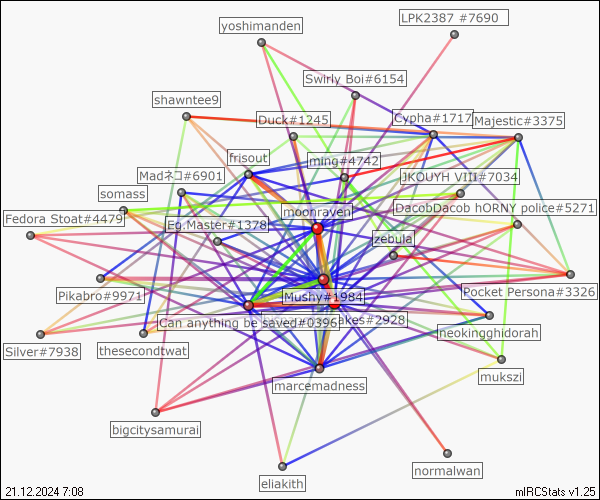 LPK2387 #7690
yoshimanden
Swirly Boi#6154
shawntee9
Duck#1245
Cypha#1717
Majestic#3375
frisout
ming#4742
Madネコ#6901
JKOUYH VIII#7034
somass
moonraven
DacobDacob hORNY police#5271
Fedora Stoat#4479
Eg.Master#1378
zebula
Pikabro#9971
Mushy#1984
Pocket Persona#3326
Can anything be saved#0396
akes#2928
neokingghidorah
Silver#7938
thesecondtwat
marcemadness
mukszi
bigcitysamurai
normalwan
eliakith
21.12.2024 7:08
mIRCStats v1.25